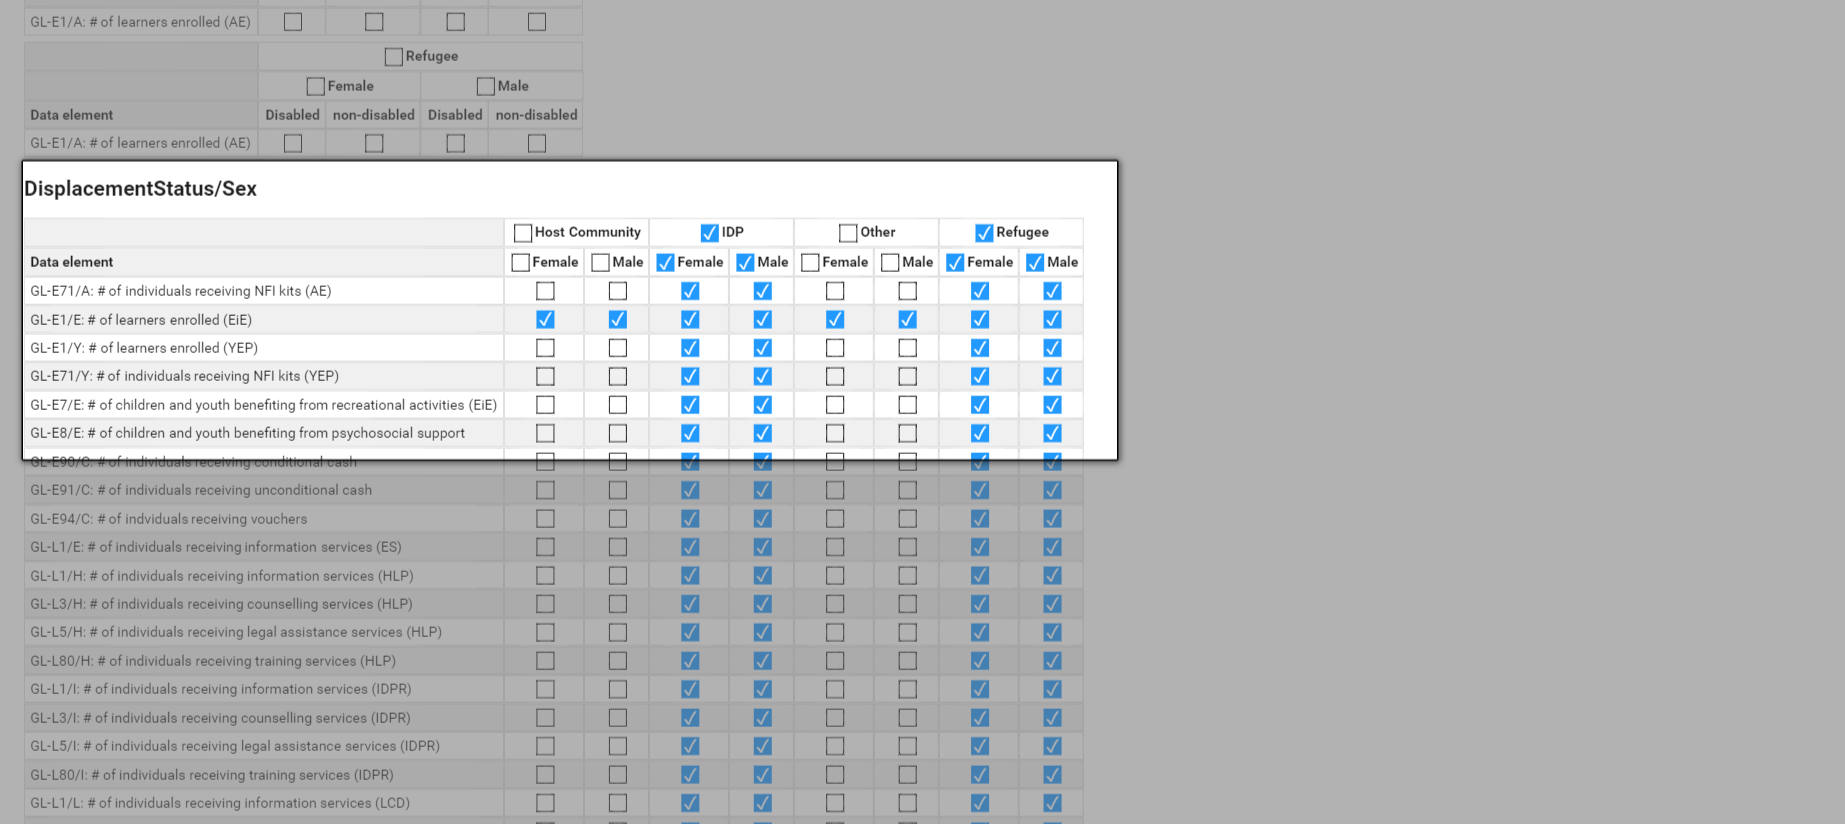 GL-E1/A: # of learners enrolled (AE)
Refugee
Female Male
Data element Disabled non-disabled Disabled non-disabled
GL-E1/A: # of learners enrolled (AE)
DisplacementStatus/Sex
Host Community IDP Other Refugee
Data element Female Male Female Male Female Male Female Male
GL-E71/A: # of individuals receiving NFI kits (AE)
GL-E1/E: # of learners enrolled (EiE)
GL-E1/Y: # of learners enrolled (YEP)
GL-E71/Y: # of individuals receiving NFI kits (YEP)
GL-E7/E: # of children and youth benefiting from recreational activities (EiE)
GL-E8/E: # of children and youth benefiting from psychosocial support
GL-E90/C: # of individuals receiving conditional cash
GL-E91/C: # of individuals receiving unconditional cash
GL-E94/C: # of indviduals receiving vouchers
GL-L1/E: # of individuals receiving information services (ES)
GL-L1/H: # of individuals receiving information services (HLP)
GL-L3/H: # of individuals receiving counselling services (HLP)
GL-L5/H: # of individuals receiving legal assistance services (HLP)
GL-L80/H: # of individuals receiving training services (HLP)
GL-L1/I: # of individuals receiving information services (IDPR)
GL-L3/I: # of individuals receiving counselling services (IDPR)
GL-L5/I: # of individuals receiving legal assistance services (IDPR)
GL-L80/I: # of individuals receiving training services (IDPR)
GL-L1/L: # of individuals receiving information services (LCD)